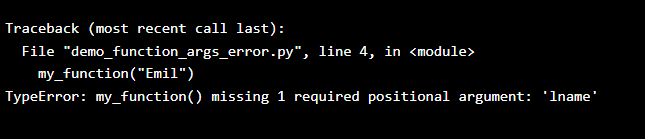 Traceback (most recent call last):
  File "demo_function_args_error.py", line 4, in <module>
    my_function("Emil")
TypeError: my_function() missing 1 required positional argument: 'lname'